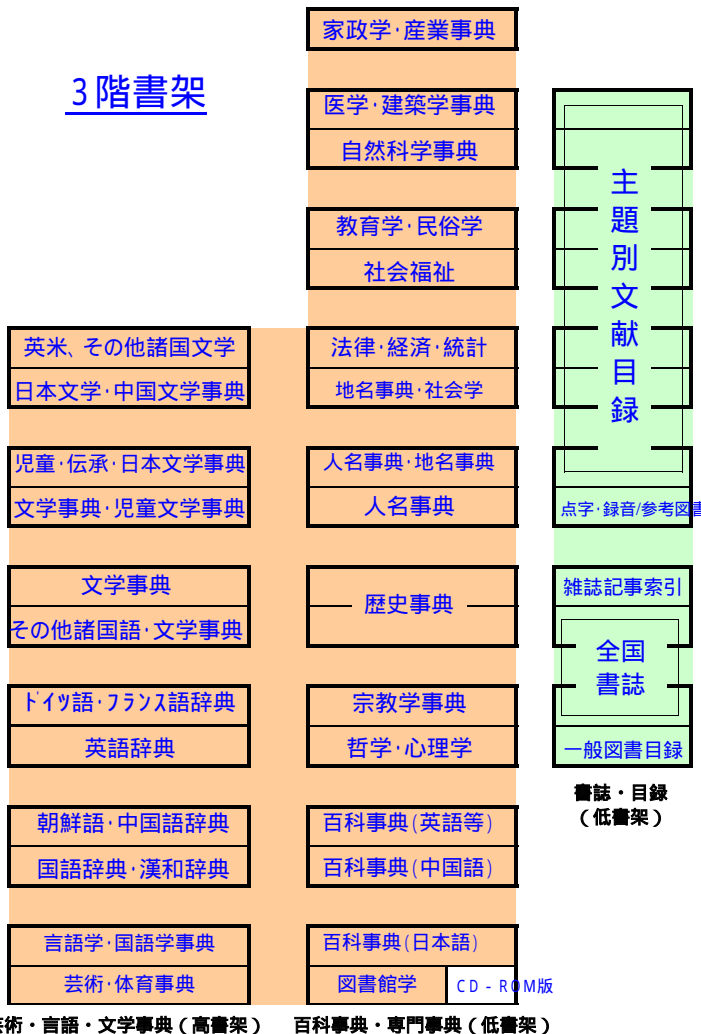 3階書架
家政学･産業事典
医学･建築学事典
自然科学事典
教育学･民俗学
社会福祉
法律･経済･統計
地名事典･社会学
人名事典･地名事典
人名事典
歴史事典
宗教学事典
哲学･心理学
百科事典(英語等)
百科事典(中国語)
百科事典(日本語)
図書館学
CD-ROM版
百科事典・専門事典（低書架）
英米、その他諸国文学
日本文学･中国文学事典
児童･伝承･日本文学事典
文学事典･児童文学事典
文学事典
その他諸国語･文学事典
ﾄﾞｲﾂ語･ﾌﾗﾝｽ語辞典
英語辞典
朝鮮語･中国語辞典
国語辞典･漢和辞典
言語学･国語学事典
芸術･体育事典
術・言語・文学事典（高書架）
主題別文献目録
点字･録音/参考図書
雑誌記事索引
全国
書誌
一般図書目録
書誌・目録
（低書架）